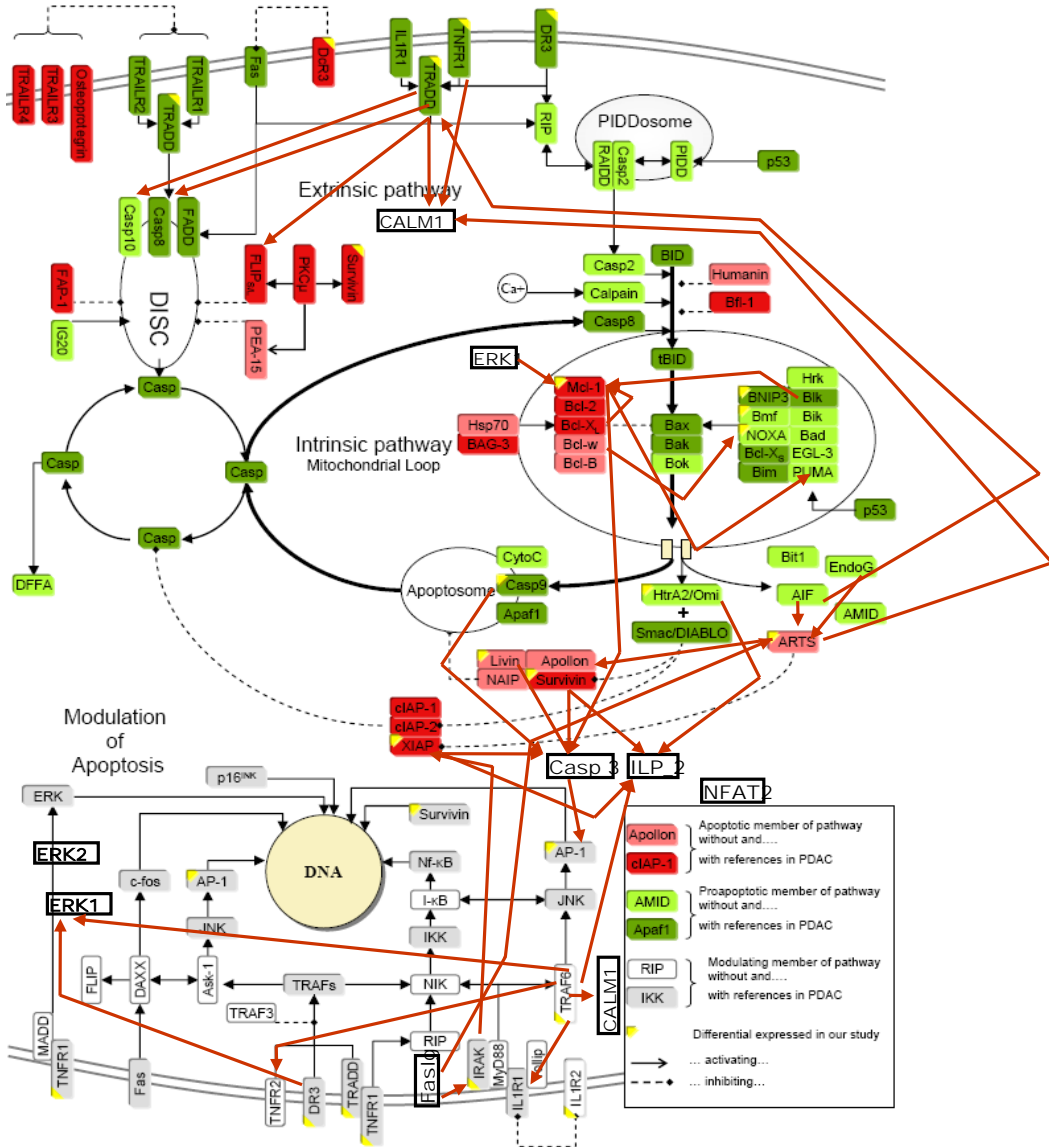 TRAILR4
TRAILR3
Osteoprotegrin
TRAILR2
TRAILR1
TRADD
Fas
DcR3
IL1R1
TRADD
TNFR1
DR3
RIP
PIDDosome
RAIDD
Casp2
PIDD
p53
Extrinsic pathway
CALM1
Casp10
Casp8
FADD
DISC
FAP-1
IG20
FLIPsu.
PKCμ
Survivin
PEA-15
Casp2
Ca+
Calpain
Casp8
BID
Humanin
Bfl-1
tBID
ERK1
Mcl-1
Bcl-2
Bcl-XL
Bcl-w
Bcl-B
Hsp70
BAG-3
Bax
Bak
Bok
Hrk
BNIP3
Blk
Bmf
Bik
NOXA
Bad
Bcl-XS
EGL-3
Bim
PUMA
p53
Intrinsic pathway
Mitochondrial Loop
Casp
Casp
Casp
Casp
DFFA
CytoC
Casp9
Apoptosome
Apaf1
HtrA2/Omi
+
Smac/DIABLO
Bit1
EndoG
AIF
AMID
ARTS
Livin
Apollon
NAIP
Survivin
cIAP-1
cIAP-2
XIAP
Modulation
of
Apoptosis
Casp 3
ILP_2
NFAT2
ERK
p16INK
Survivin
DNA
ERK2
ERK1
c-fos
AP-1
JNK
Nf-κB
I-κB
IKK
AP-1
JNK
FLIP
DAXX
Ask-1
TRAFs
NIK
TRAF6
CALM1
TRAF3
RIP
MADD
TNFR1
Fas
TNFR2
DR3
TRADD
TNFR1
Faslg
IRAK
MyD88
IL1R1
IL1R2
Apollon
cIAP-1
Apoptotic member of pathway
without and....
with references in PDAC
AMID
Apaf1
Proapoptotic member of pathway
without and....
with references in PDAC
RIP
IKK
Modulating member of pathway
without and....
with references in PDAC
Differential expressed in our study
... activating...
... inhibiting...